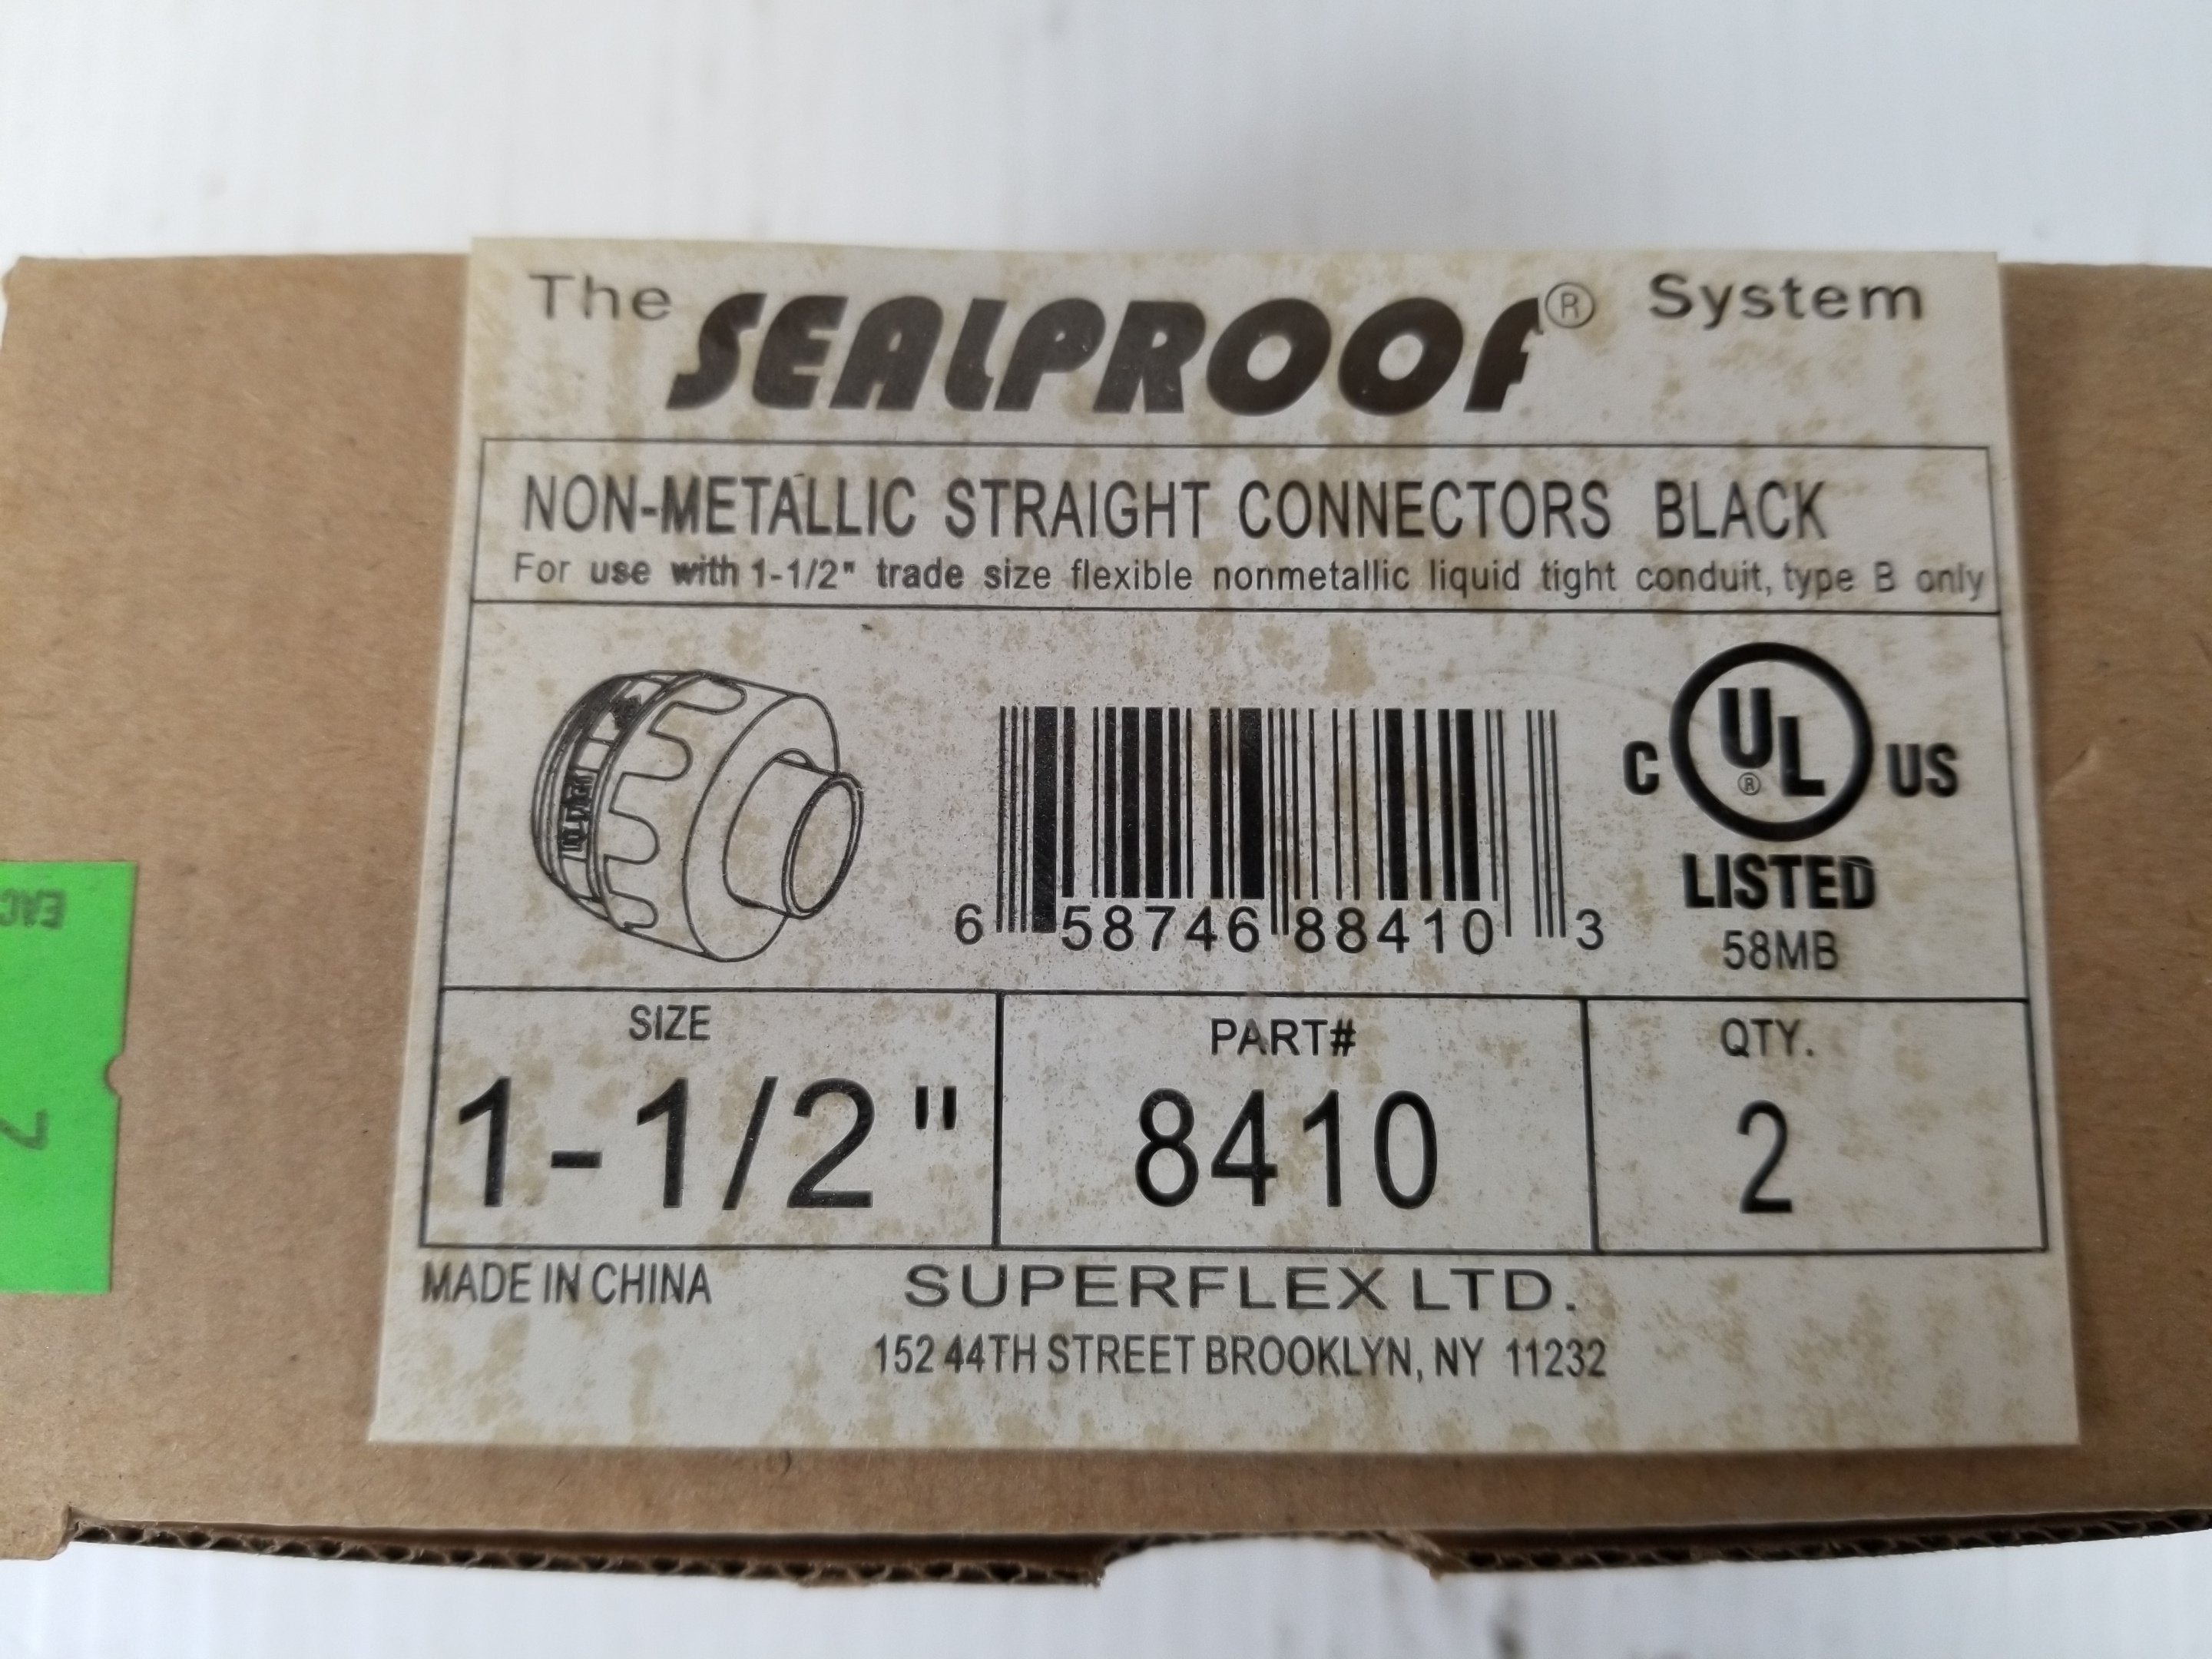 The SEALPROOF® System
NON-METALLIC STRAIGHT CONNECTORS BLACK
For use with 1-1/2" trade size flexible nonmetallic liquid tight conduit, type B only
C UL® US
LISTED
58MB
6 58746 88410 3
SIZE
1-1/2"
PART#
8410
QTY.
2
MADE IN CHINA
SUPERFLEX LTD.
152 44TH STREET BROOKLYN, NY 11232
EAC
7